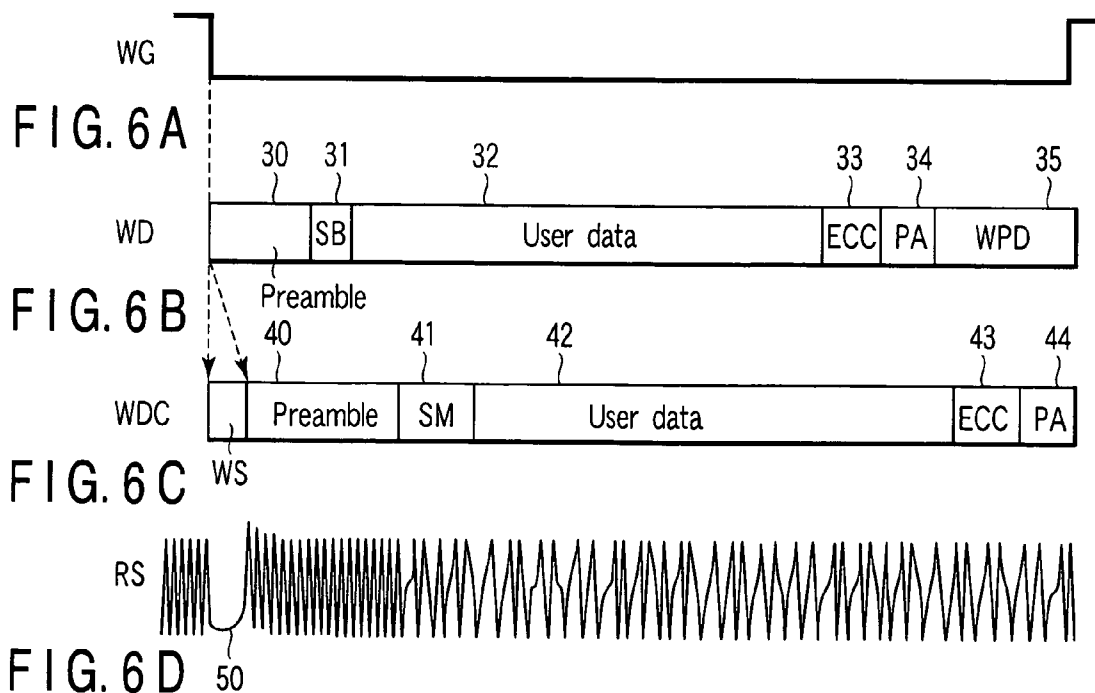 WG
FIG. 6A
30 31 32 33 34 35
WD SB User data ECC PA WPD
Preamble
FIG. 6B
40 41 42 43 44
WDC Preamble SM User data ECC PA
WS
FIG. 6C
RS
50
FIG. 6D